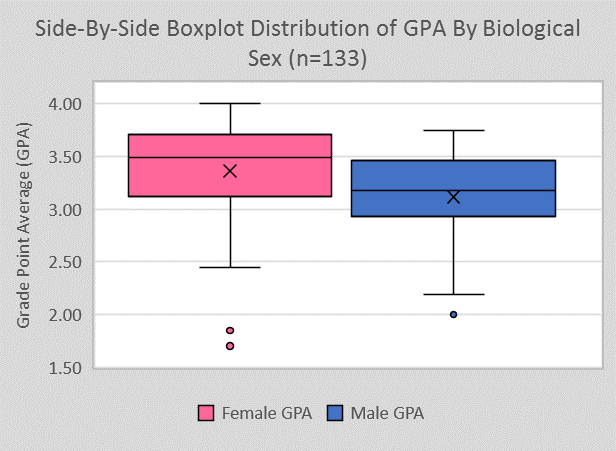 Side-By-Side Boxplot Distribution of GPA By Biological
Sex (n=133)
Grade Point Average (GPA)
4.00
3.50
3.00
2.50
2.00
1.50
Female GPA
Male GPA